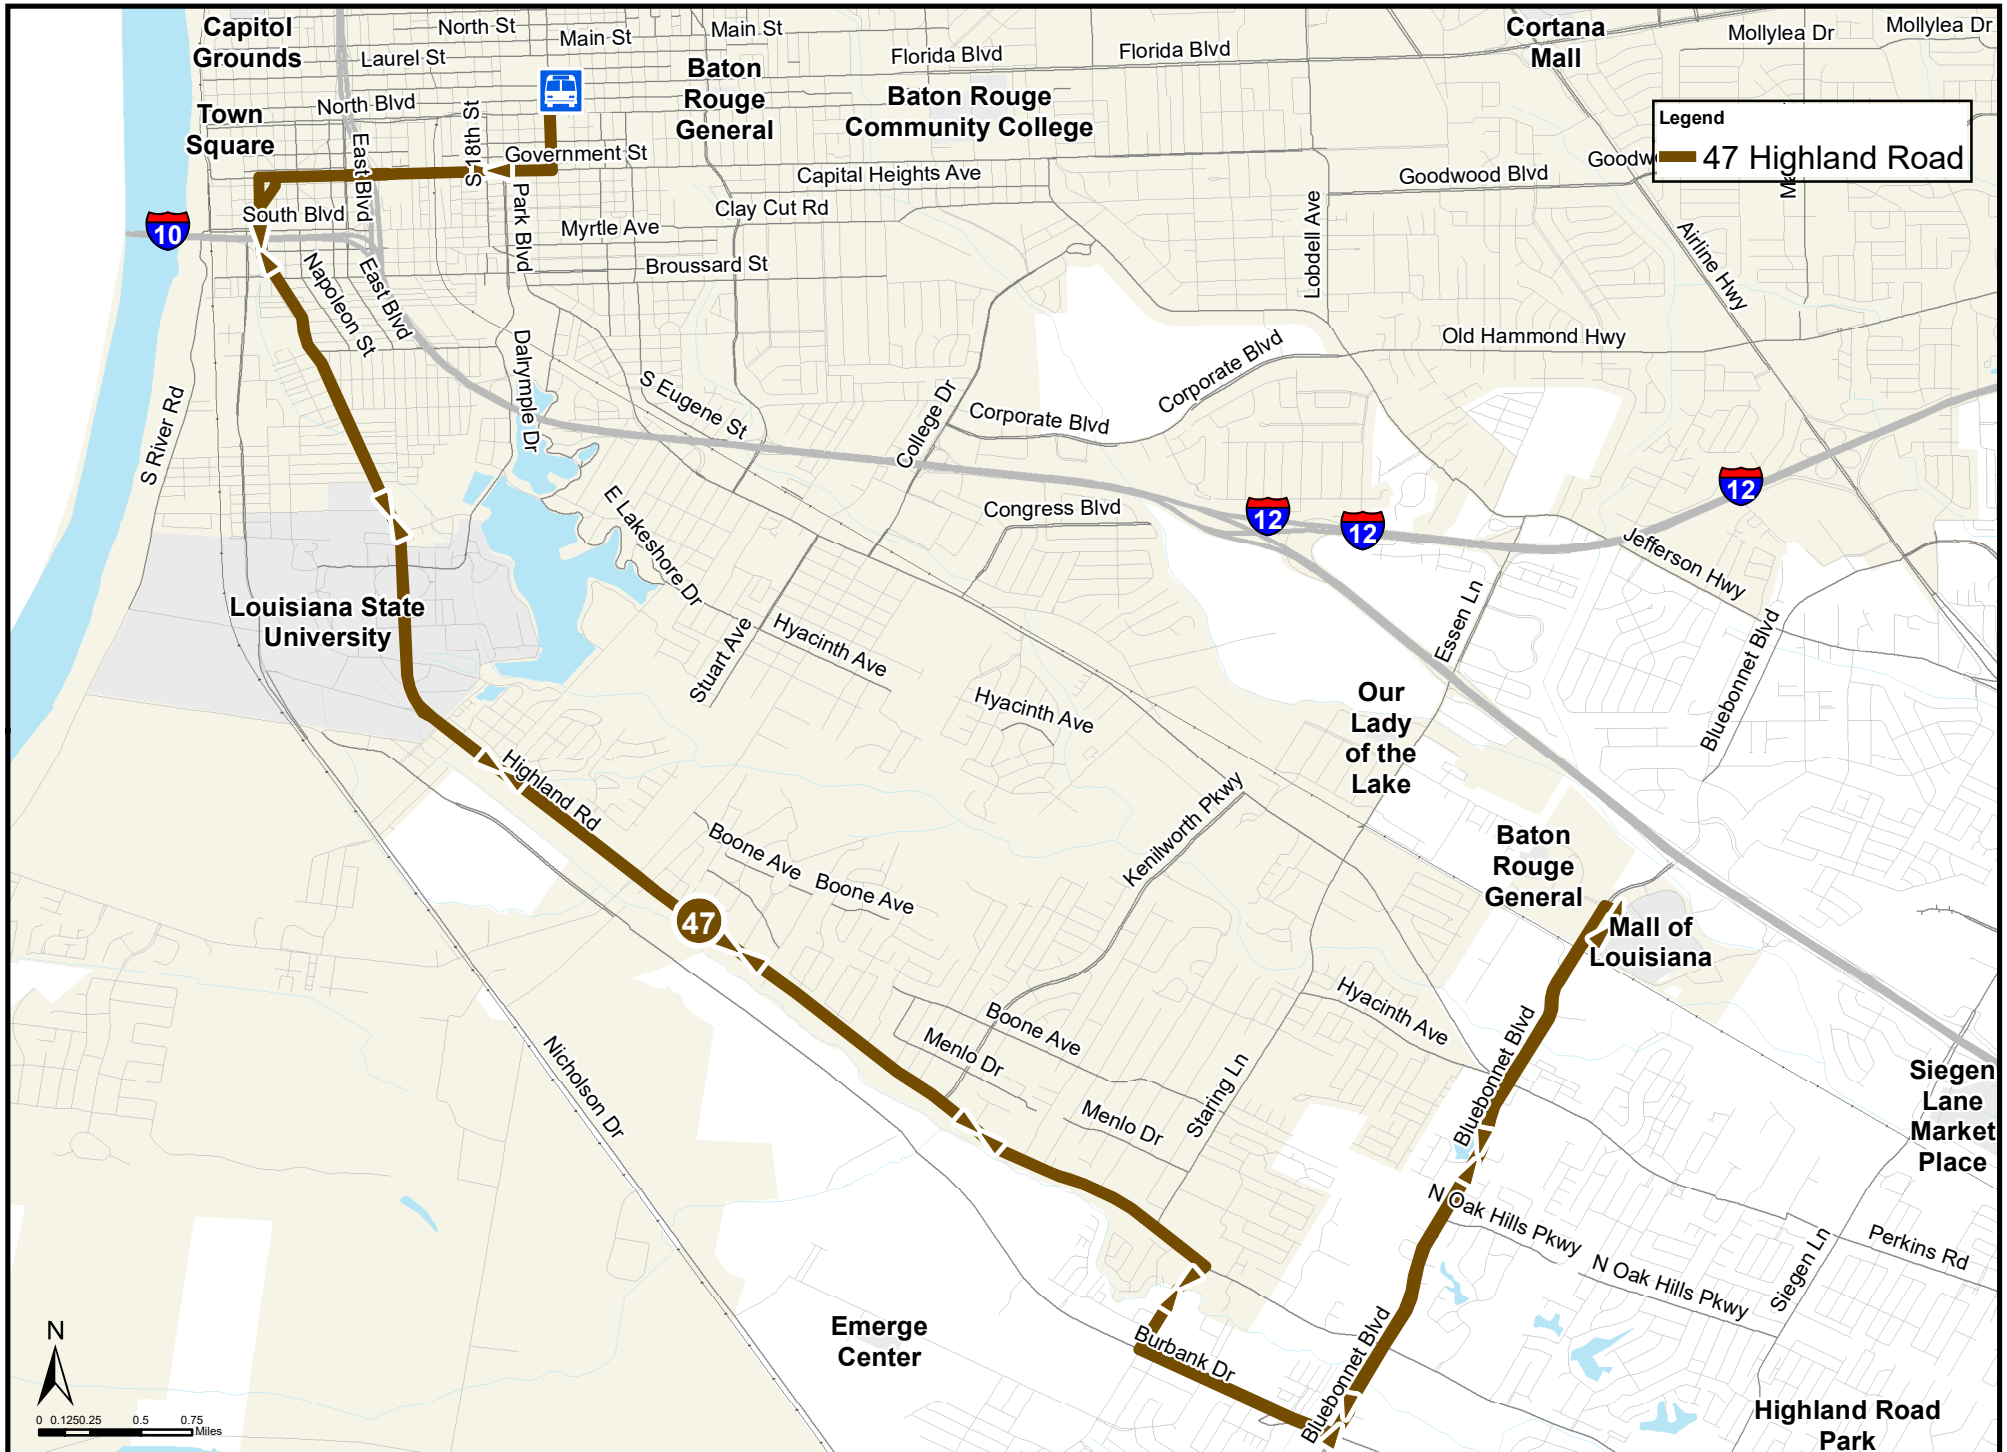 Capitol
Grounds
North St
Main St
Main St
Laurel St
Florida Blvd
Florida Blvd
Cortana
Mall
Mollylea Dr
Mollylea Dr
Baton
Rouge
General
Baton Rouge
Community College
Town
Square
North Blvd
East Blvd
S 18th St
Government St
Park Blvd
Capital Heights Ave
Legend
47 Highland Road
Goodwood Blvd
South Blvd
Clay Cut Rd
Myrtle Ave
Broussard St
10
Napoleon St
East Blvd
Lobdell Ave
Airline Hwy
Old Hammond Hwy
Dalrymple Dr
S Eugene St
S River Rd
College Dr
Corporate Blvd
Corporate Blvd
Congress Blvd
12
12
12
Jefferson Hwy
Essen Ln
Bluebonnet Blvd
E Lakeshore Dr
Louisiana State
University
Stuart Ave
Hyacinth Ave
Hyacinth Ave
Our
Lady
of the
Lake
Highland Rd
Boone Ave
Boone Ave
Kenilworth Pkwy
47
Baton
Rouge
General
Mall of
Louisiana
Nicholson Dr
Boone Ave
Menlo Dr
Menlo Dr
Staring Ln
Hyacinth Ave
Bluebonnet Blvd
Siegen
Lane
Market
Place
N Oak Hills Pkwy
N Oak Hills Pkwy
Siegen Ln
Perkins Rd
Emerge
Center
Burbank Dr
Bluebonnet Blvd
Highland Road
Park
N
0 0.125 0.25 0.5 0.75
Miles